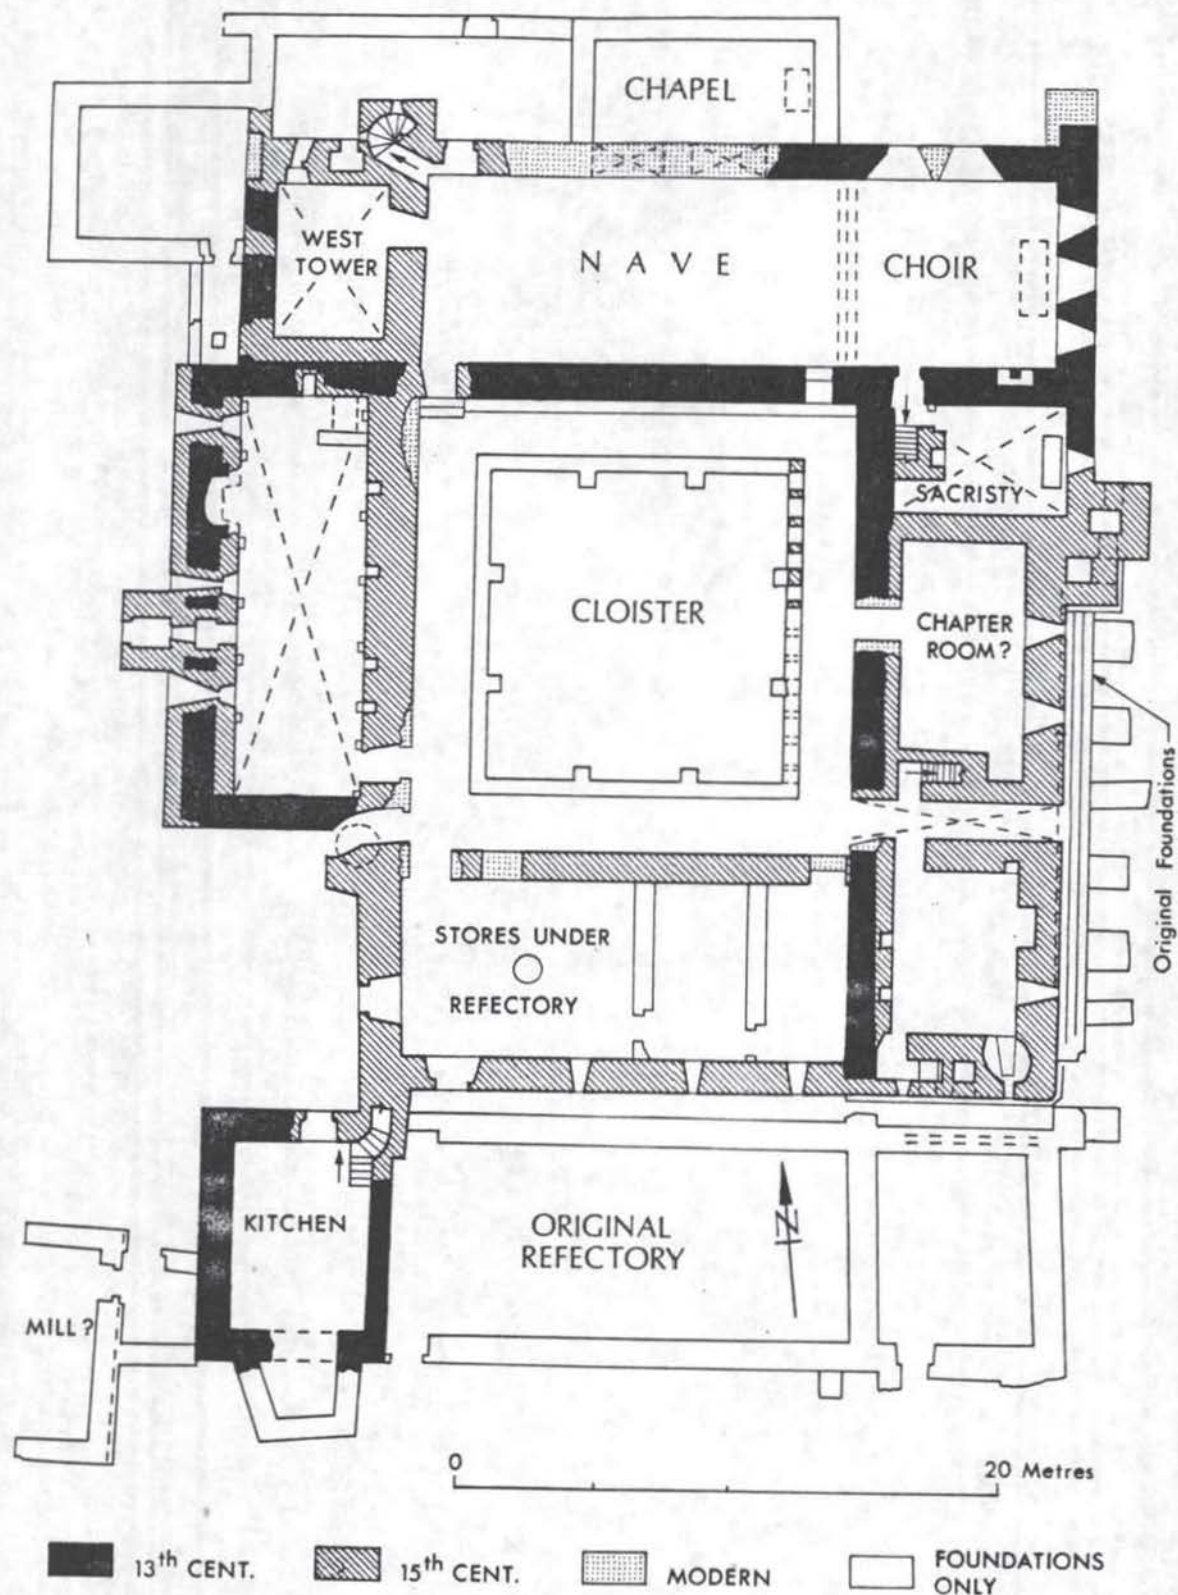 CHAPEL
WEST
TOWER
NAVE
CHOIR
SACRISTY
CLOISTER
CHAPTER
ROOM?
Original Foundations
STORES UNDER
REFECTORY
KITCHEN
ORIGINAL
REFECTORY
N
MILL?
0
20 Metres
13th CENT.
15th CENT.
MODERN
FOUNDATIONS
ONLY